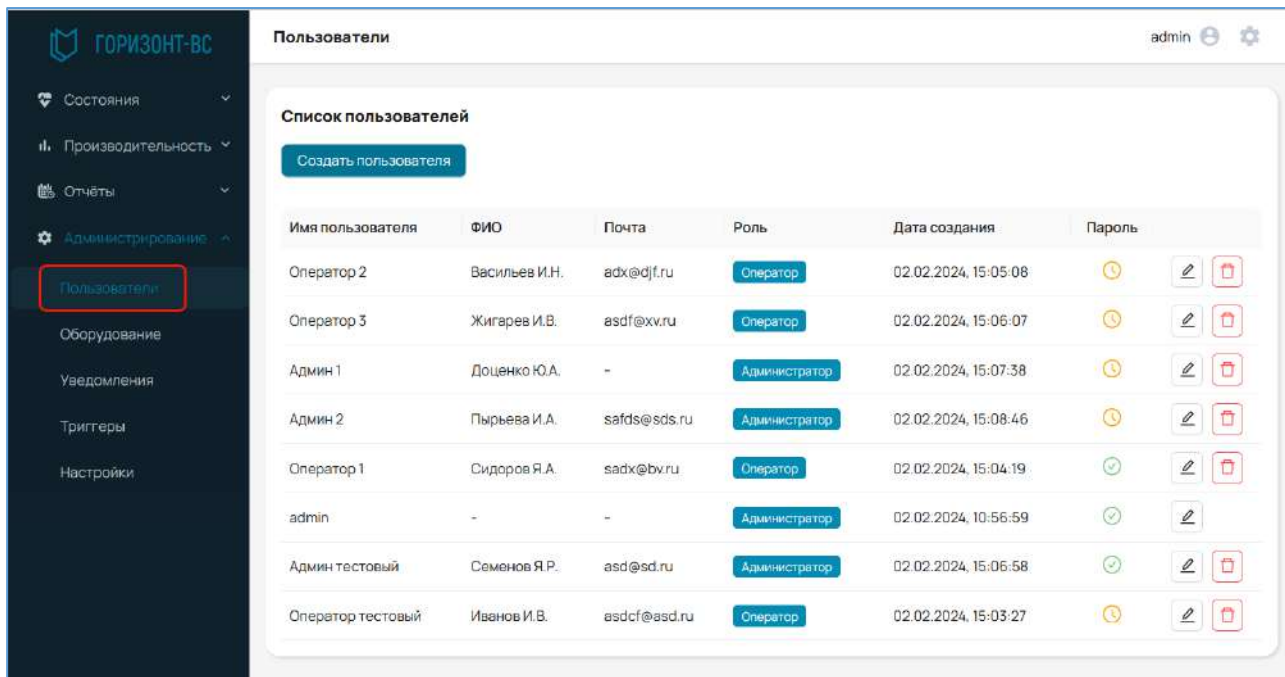 ГОРИЗОНТ-ВС
Пользователи
admin
Состояния
Производительность
Отчёты
Администрирование
Пользователи
Оборудование
Уведомления
Триггеры
Настройки
Список пользователей
Создать пользователя
Имя пользователя ФИО Почта Роль Дата создания Пароль
Оператор 2 Васильев И.Н. adx@djf.ru Оператор 02.02.2024, 15:05:08
Оператор 3 Жигарев И.В. asdf@xv.ru Оператор 02.02.2024, 15:06:07
Админ 1 Доценко Ю.А. - Администратор 02.02.2024, 15:07:38
Админ 2 Пырьева И.А. safds@sds.ru Администратор 02.02.2024, 15:08:46
Оператор 1 Сидоров Я.А. sadx@bv.ru Оператор 02.02.2024, 15:04:19
admin - - Администратор 02.02.2024, 10:56:59
Админ тестовый Семенов Я.Р. asd@sd.ru Администратор 02.02.2024, 15:06:58
Оператор тестовый Иванов И.В. asdcf@asd.ru Оператор 02.02.2024, 15:03:27